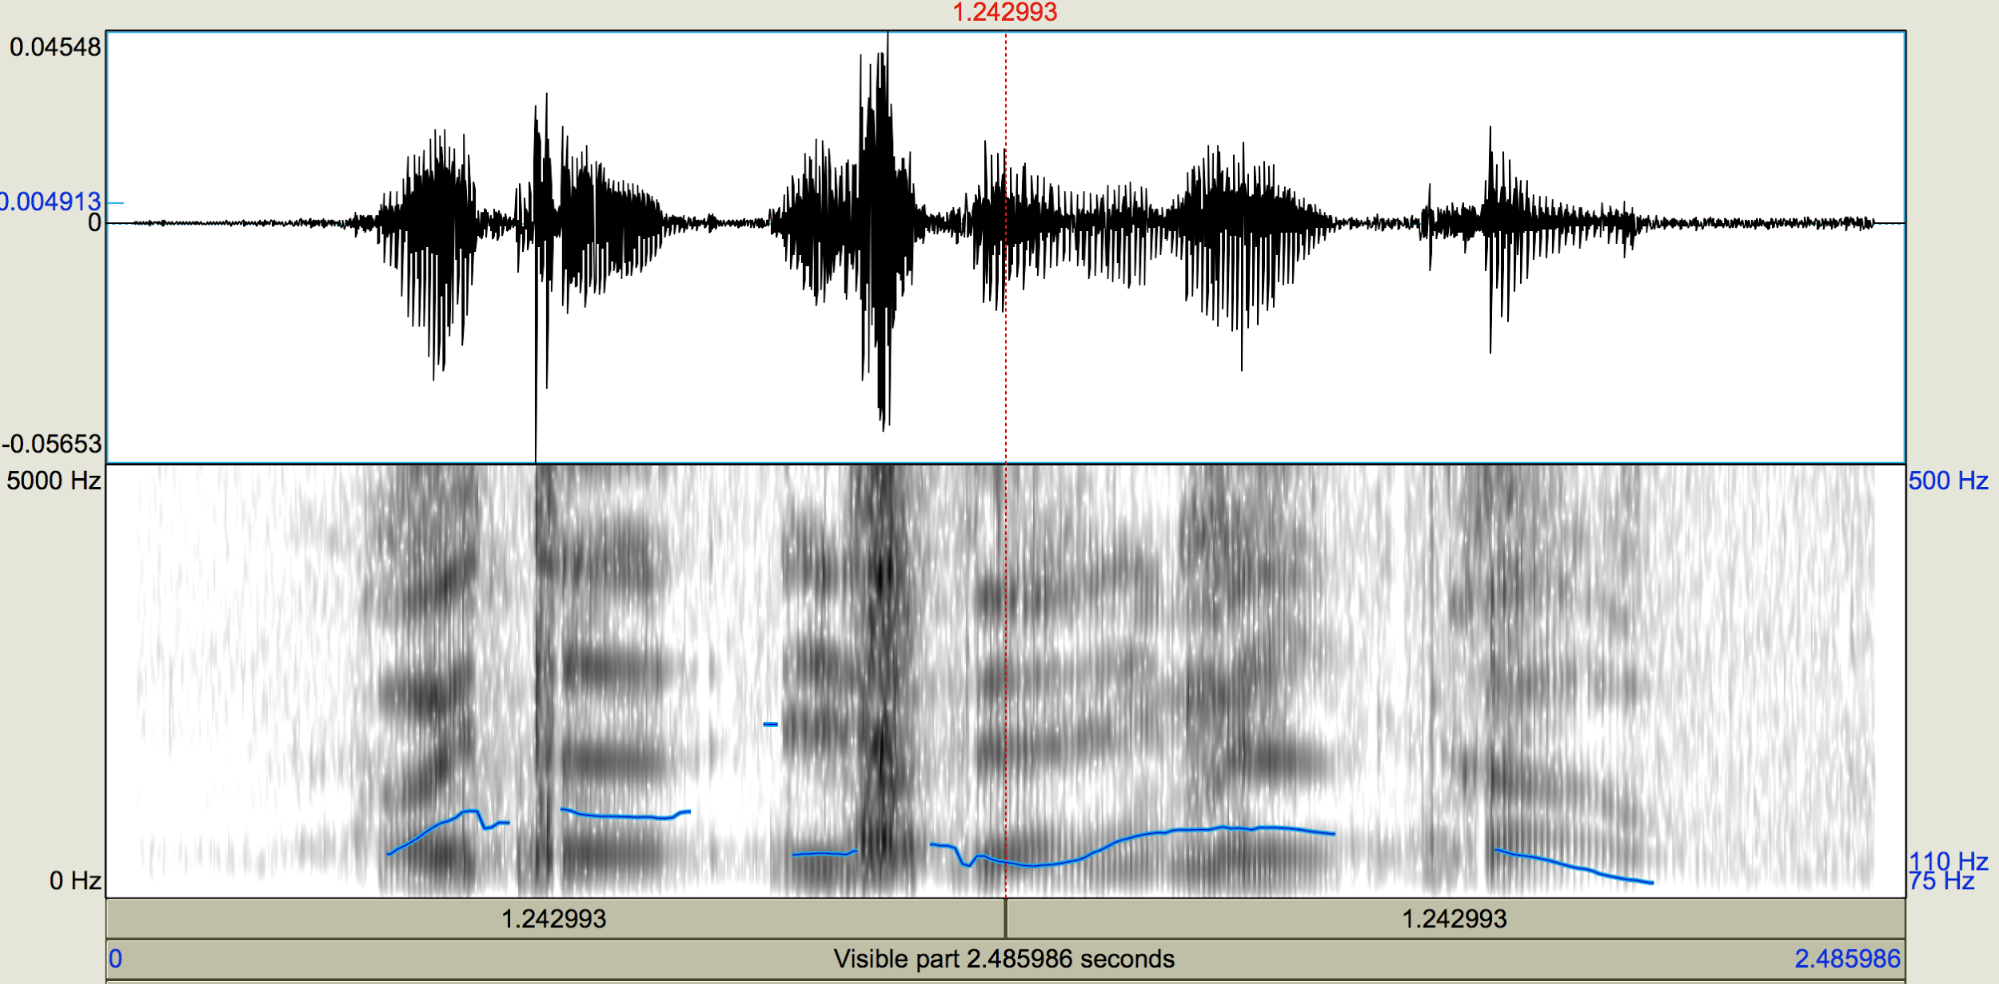 1.242993
0.04548
0.004913
0
-0.05653
5000 Hz
500 Hz
110 Hz
0 Hz
75 Hz
1.242993
1.242993
0
Visible part 2.485986 seconds
2.485986